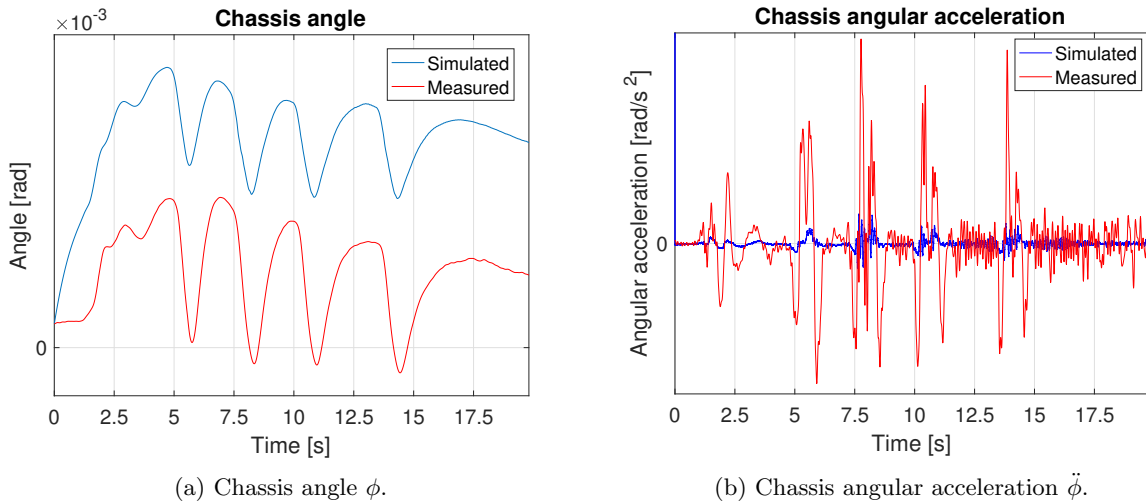 Chassis angle
×10⁻³
Simulated
Measured
Angle [rad]
0
0 2.5 5 7.5 10 12.5 15 17.5
Time [s]
(a) Chassis angle ϕ.
Chassis angular acceleration
Simulated
Measured
Angular acceleration [rad/s ²]
0
0 2.5 5 7.5 10 12.5 15 17.5
Time [s]
(b) Chassis angular acceleration ϕ̈.